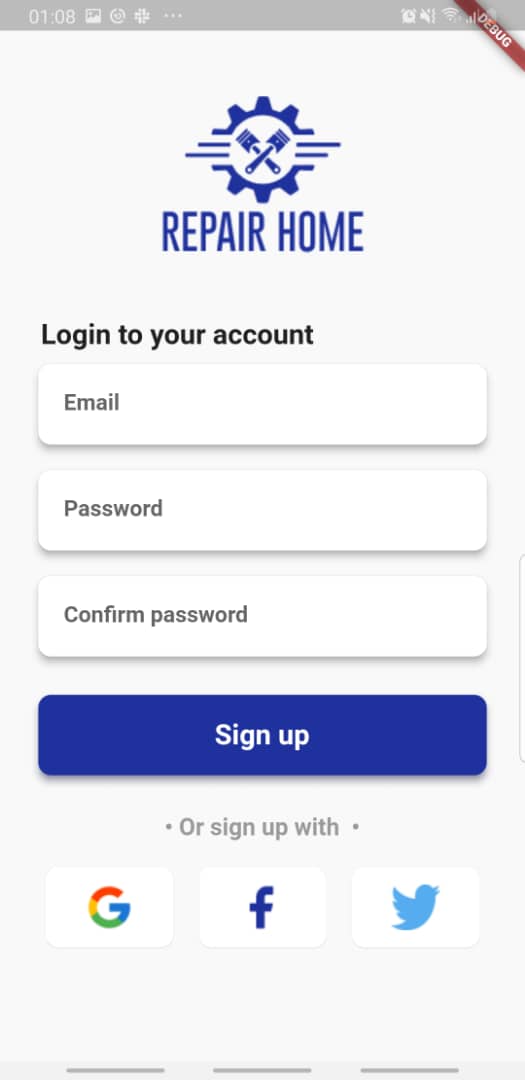 01:08
DEBUG
REPAIR HOME
Login to your account
Email
Password
Confirm password
Sign up
• Or sign up with •